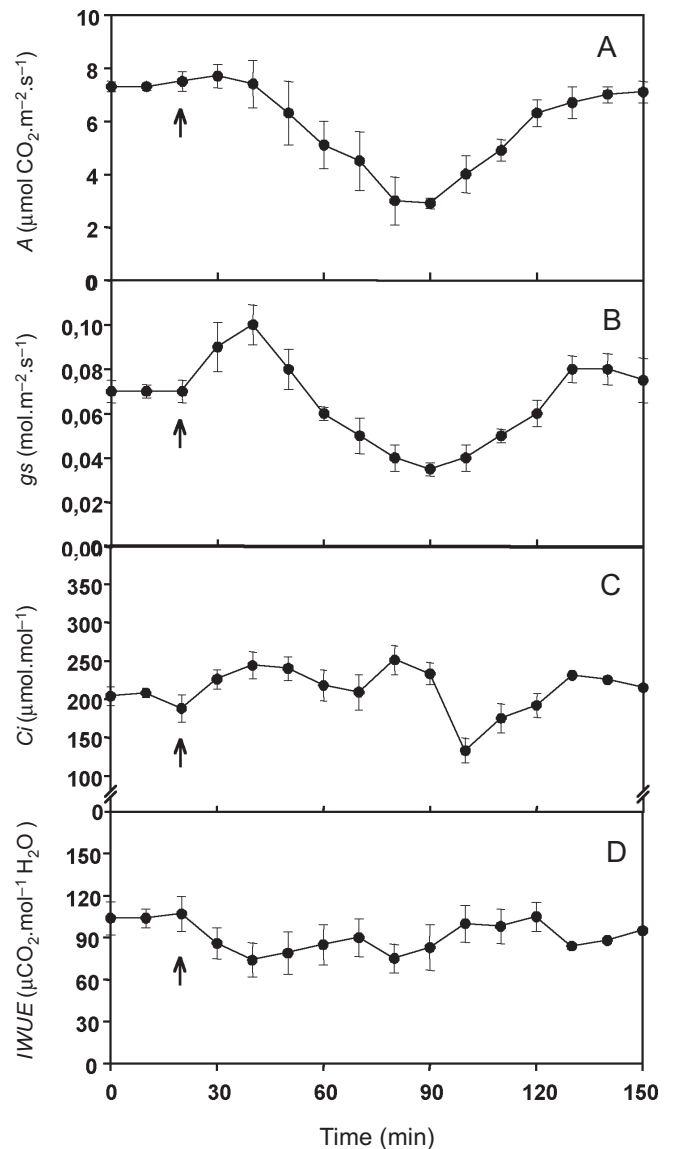 10
A
8
6
4
2
0
A (μmol CO₂.m⁻².s⁻¹)
B
0,10
0,08
0,06
0,04
0,02
0,00
gs (mol.m⁻².s⁻¹)
C
350
300
250
200
150
100
0
Ci (μmol.mol⁻¹)
D
150
120
90
60
30
0
IWUE (μCO₂.mol⁻¹ H₂O )
0 30 60 90 120 150
Time (min)